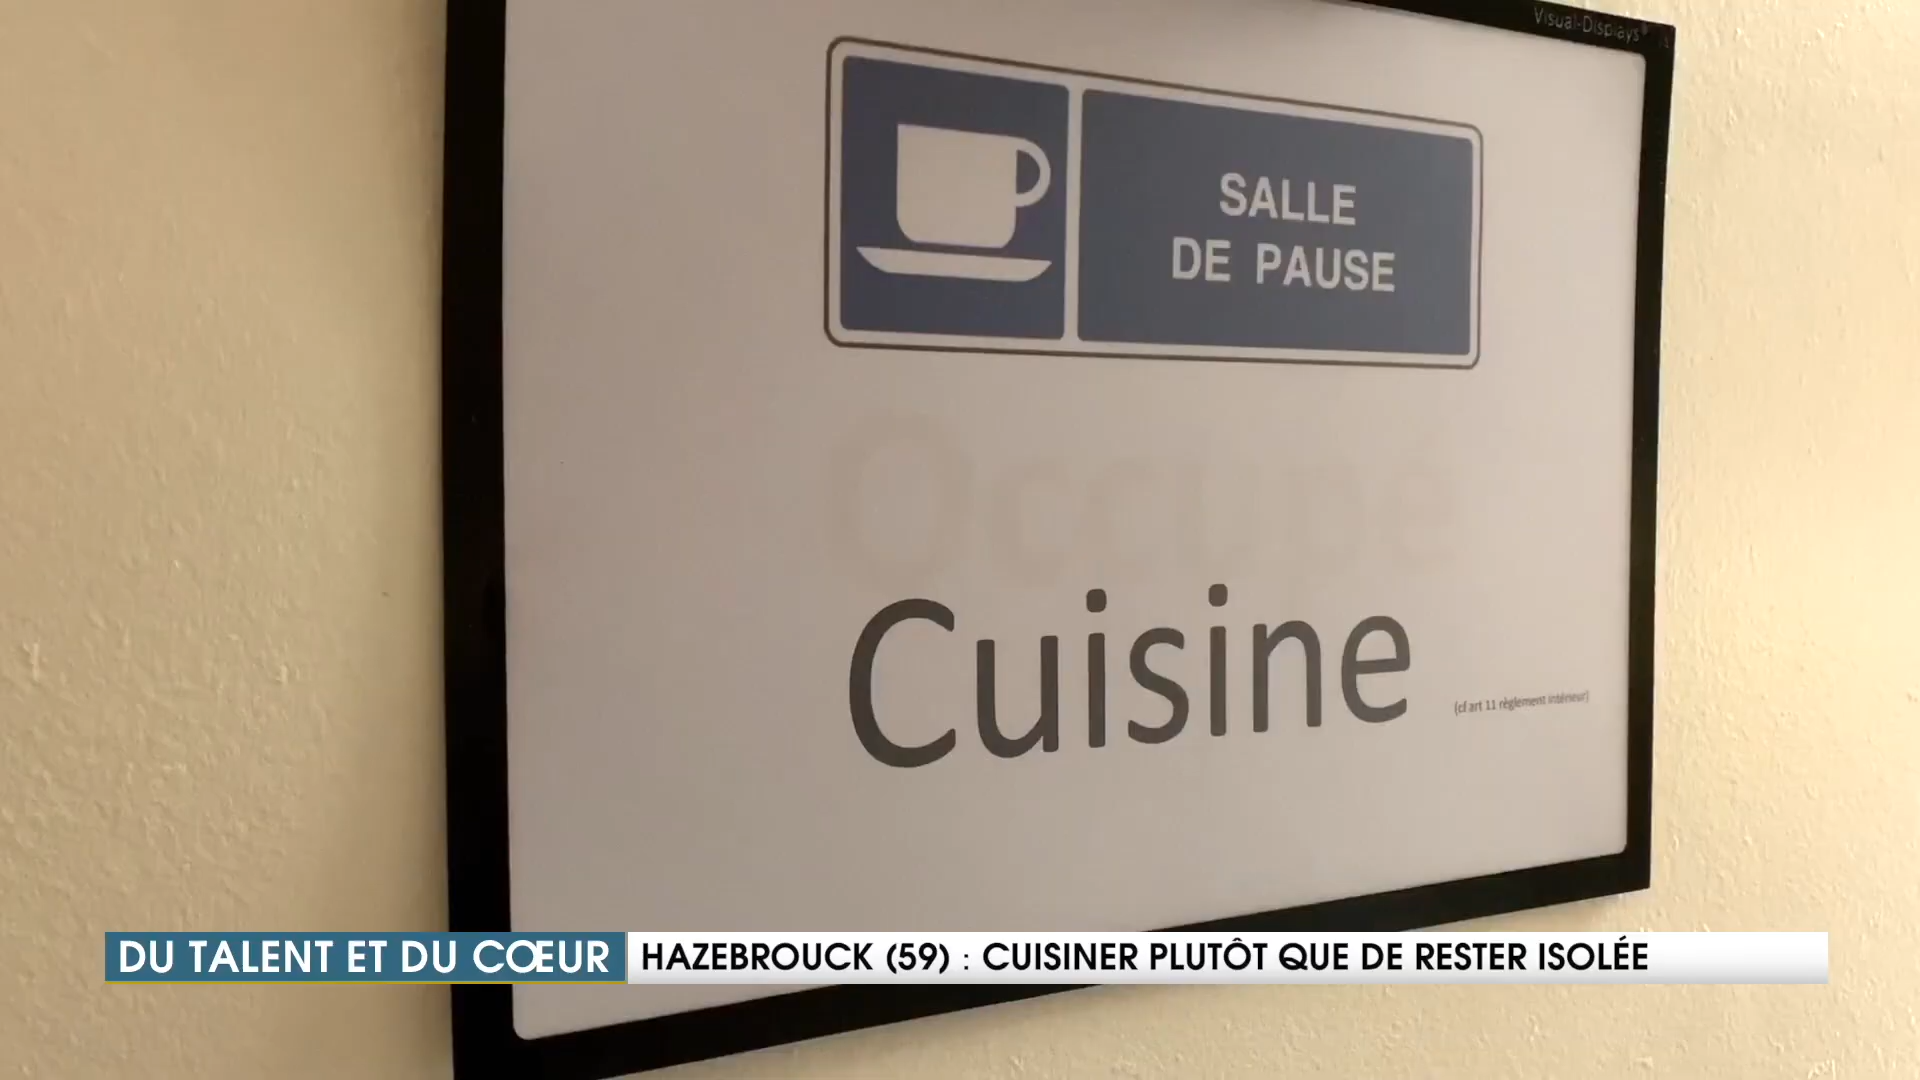 Visual-Displays®
SALLE
DE PAUSE
Occupé
Cuisine
(cf art 11 règlement intérieur)
DU TALENT ET DU CŒUR
HAZEBROUCK (59) : CUISINER PLUTÔT QUE DE RESTER ISOLÉE